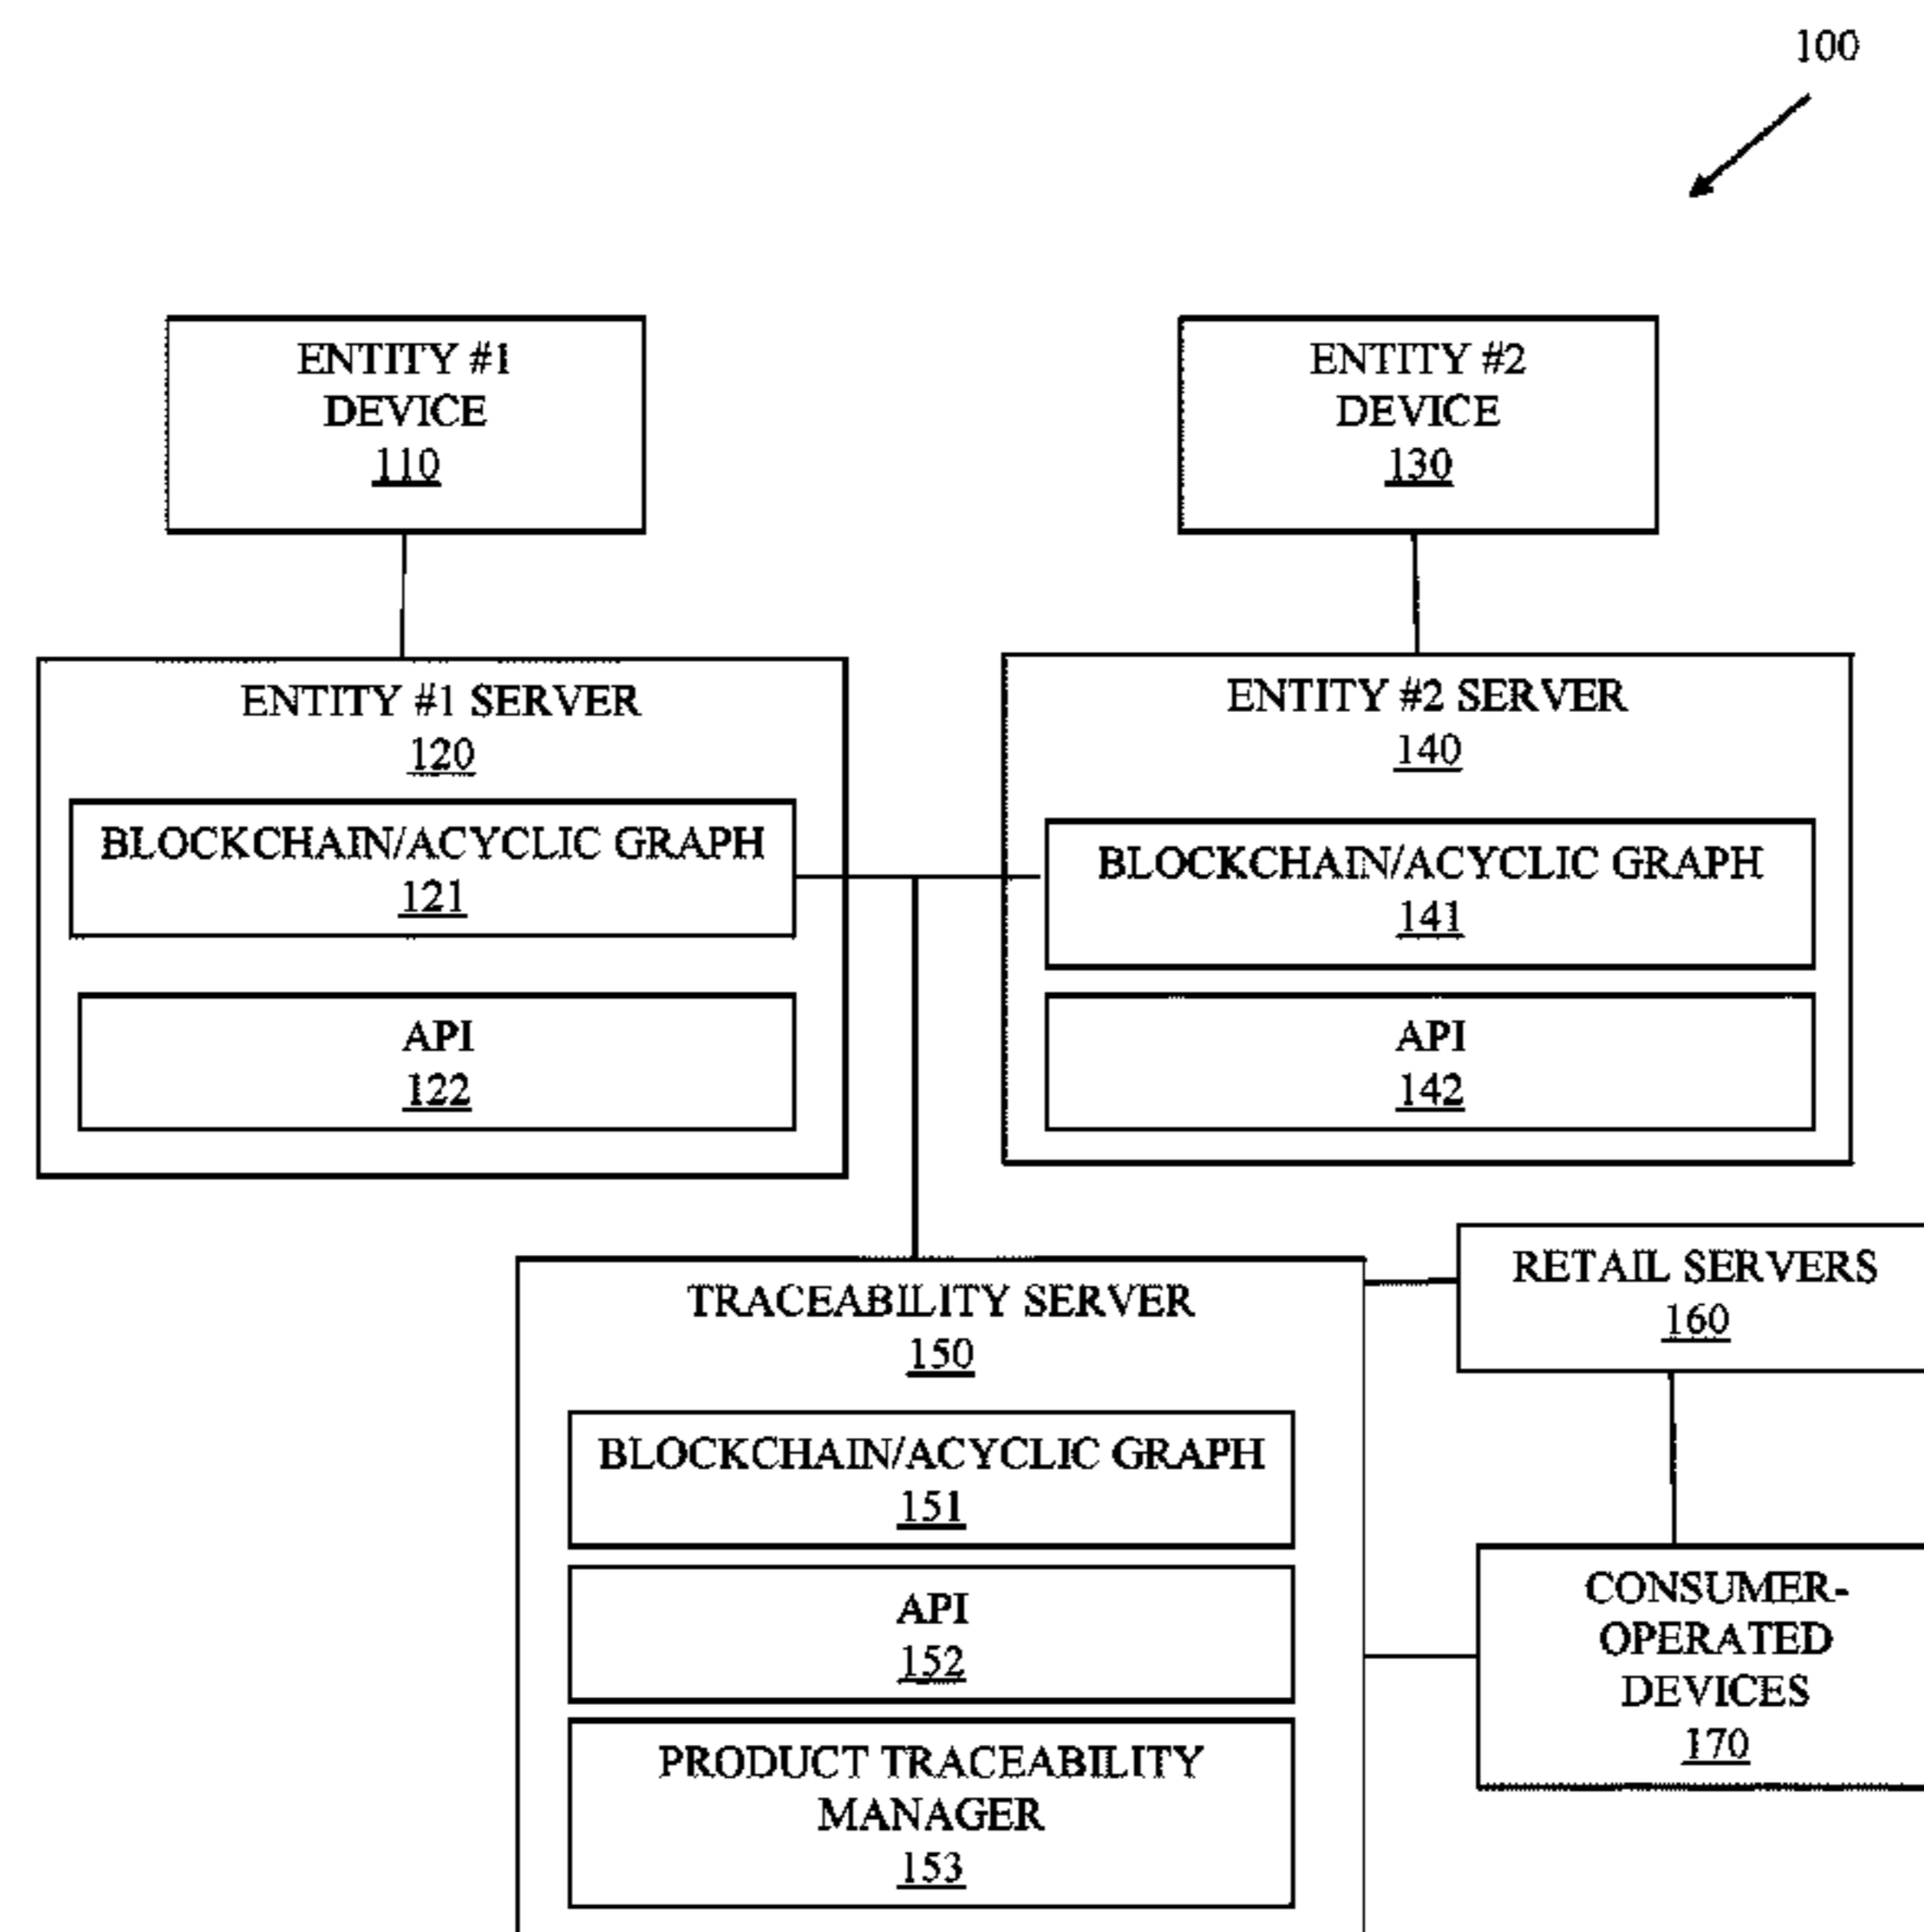 100
ENTITY #1
DEVICE
110
ENTITY #2
DEVICE
130
ENTITY #1 SERVER
120
BLOCKCHAIN/ACYCLIC GRAPH
121
API
122
ENTITY #2 SERVER
140
BLOCKCHAIN/ACYCLIC GRAPH
141
API
142
TRACEABILITY SERVER
150
BLOCKCHAIN/ACYCLIC GRAPH
151
API
152
PRODUCT TRACEABILITY
MANAGER
153
RETAIL SERVERS
160
CONSUMER-
OPERATED
DEVICES
170